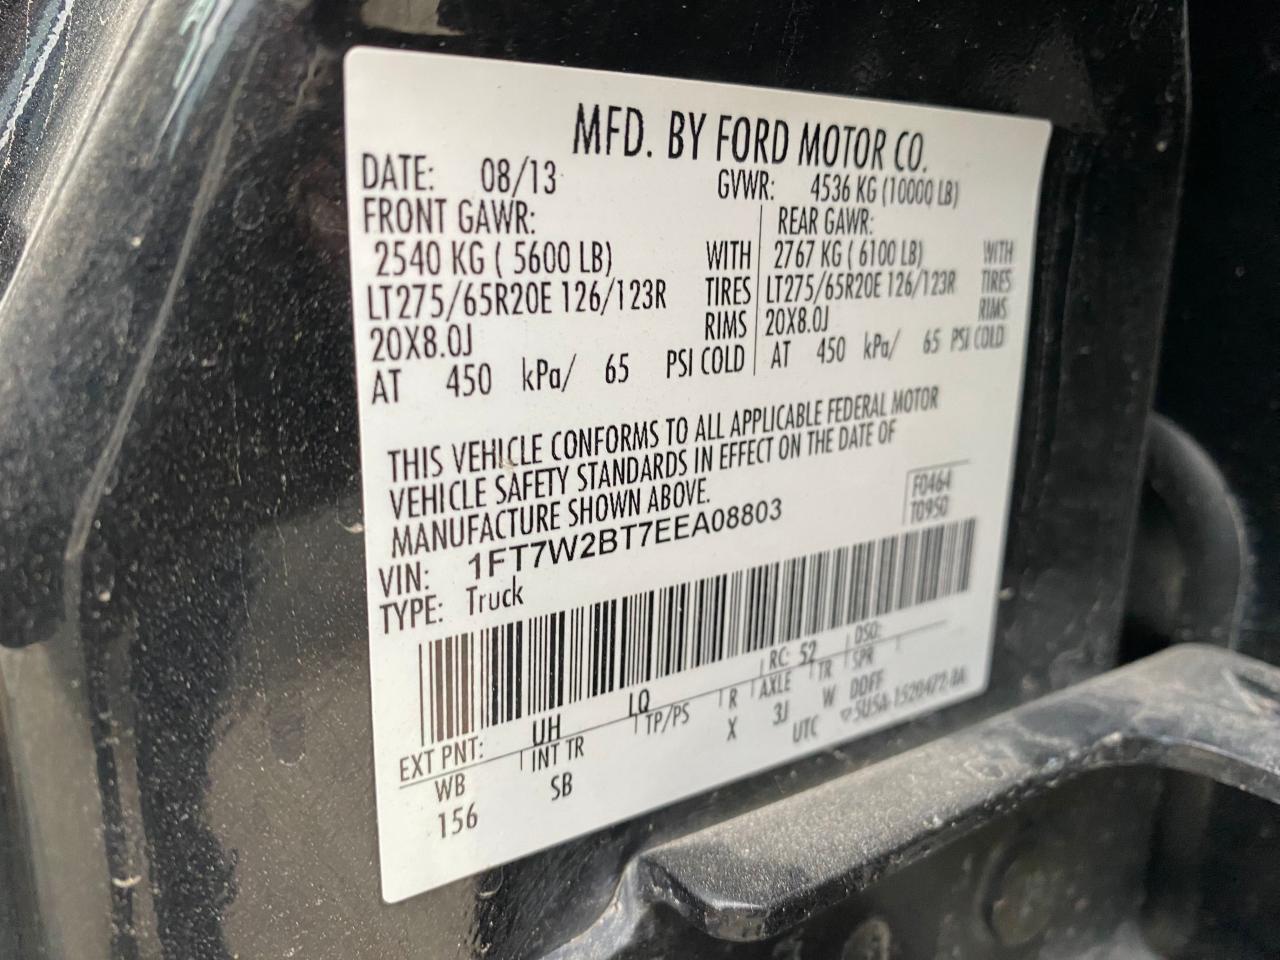 MFD. BY FORD MOTOR CO.
DATE: 08/13 GVWR: 4536 KG (10000 LB)
FRONT GAWR: REAR GAWR:
2540 KG ( 5600 LB) WITH 2767 KG ( 6100 LB) WITH
LT275/65R20E 126/123R TIRES LT275/65R20E 126/123R TIRES
20X8.0J RIMS 20X8.0J RIMS
AT 450 kPa/ 65 PSI COLD AT 450 kPa/ 65 PSI COLD
THIS VEHICLE CONFORMS TO ALL APPLICABLE FEDERAL MOTOR
VEHICLE SAFETY STANDARDS IN EFFECT ON THE DATE OF
MANUFACTURE SHOWN ABOVE.
F0464
T0950
VIN: 1FT7W2BT7EEA08803
TYPE: Truck
EXT PNT: UH LQ RC: 52 DSO:
WB INT TR TP/PS R AXLE TR SPR
156 SB X 3J W DDFF
UTC